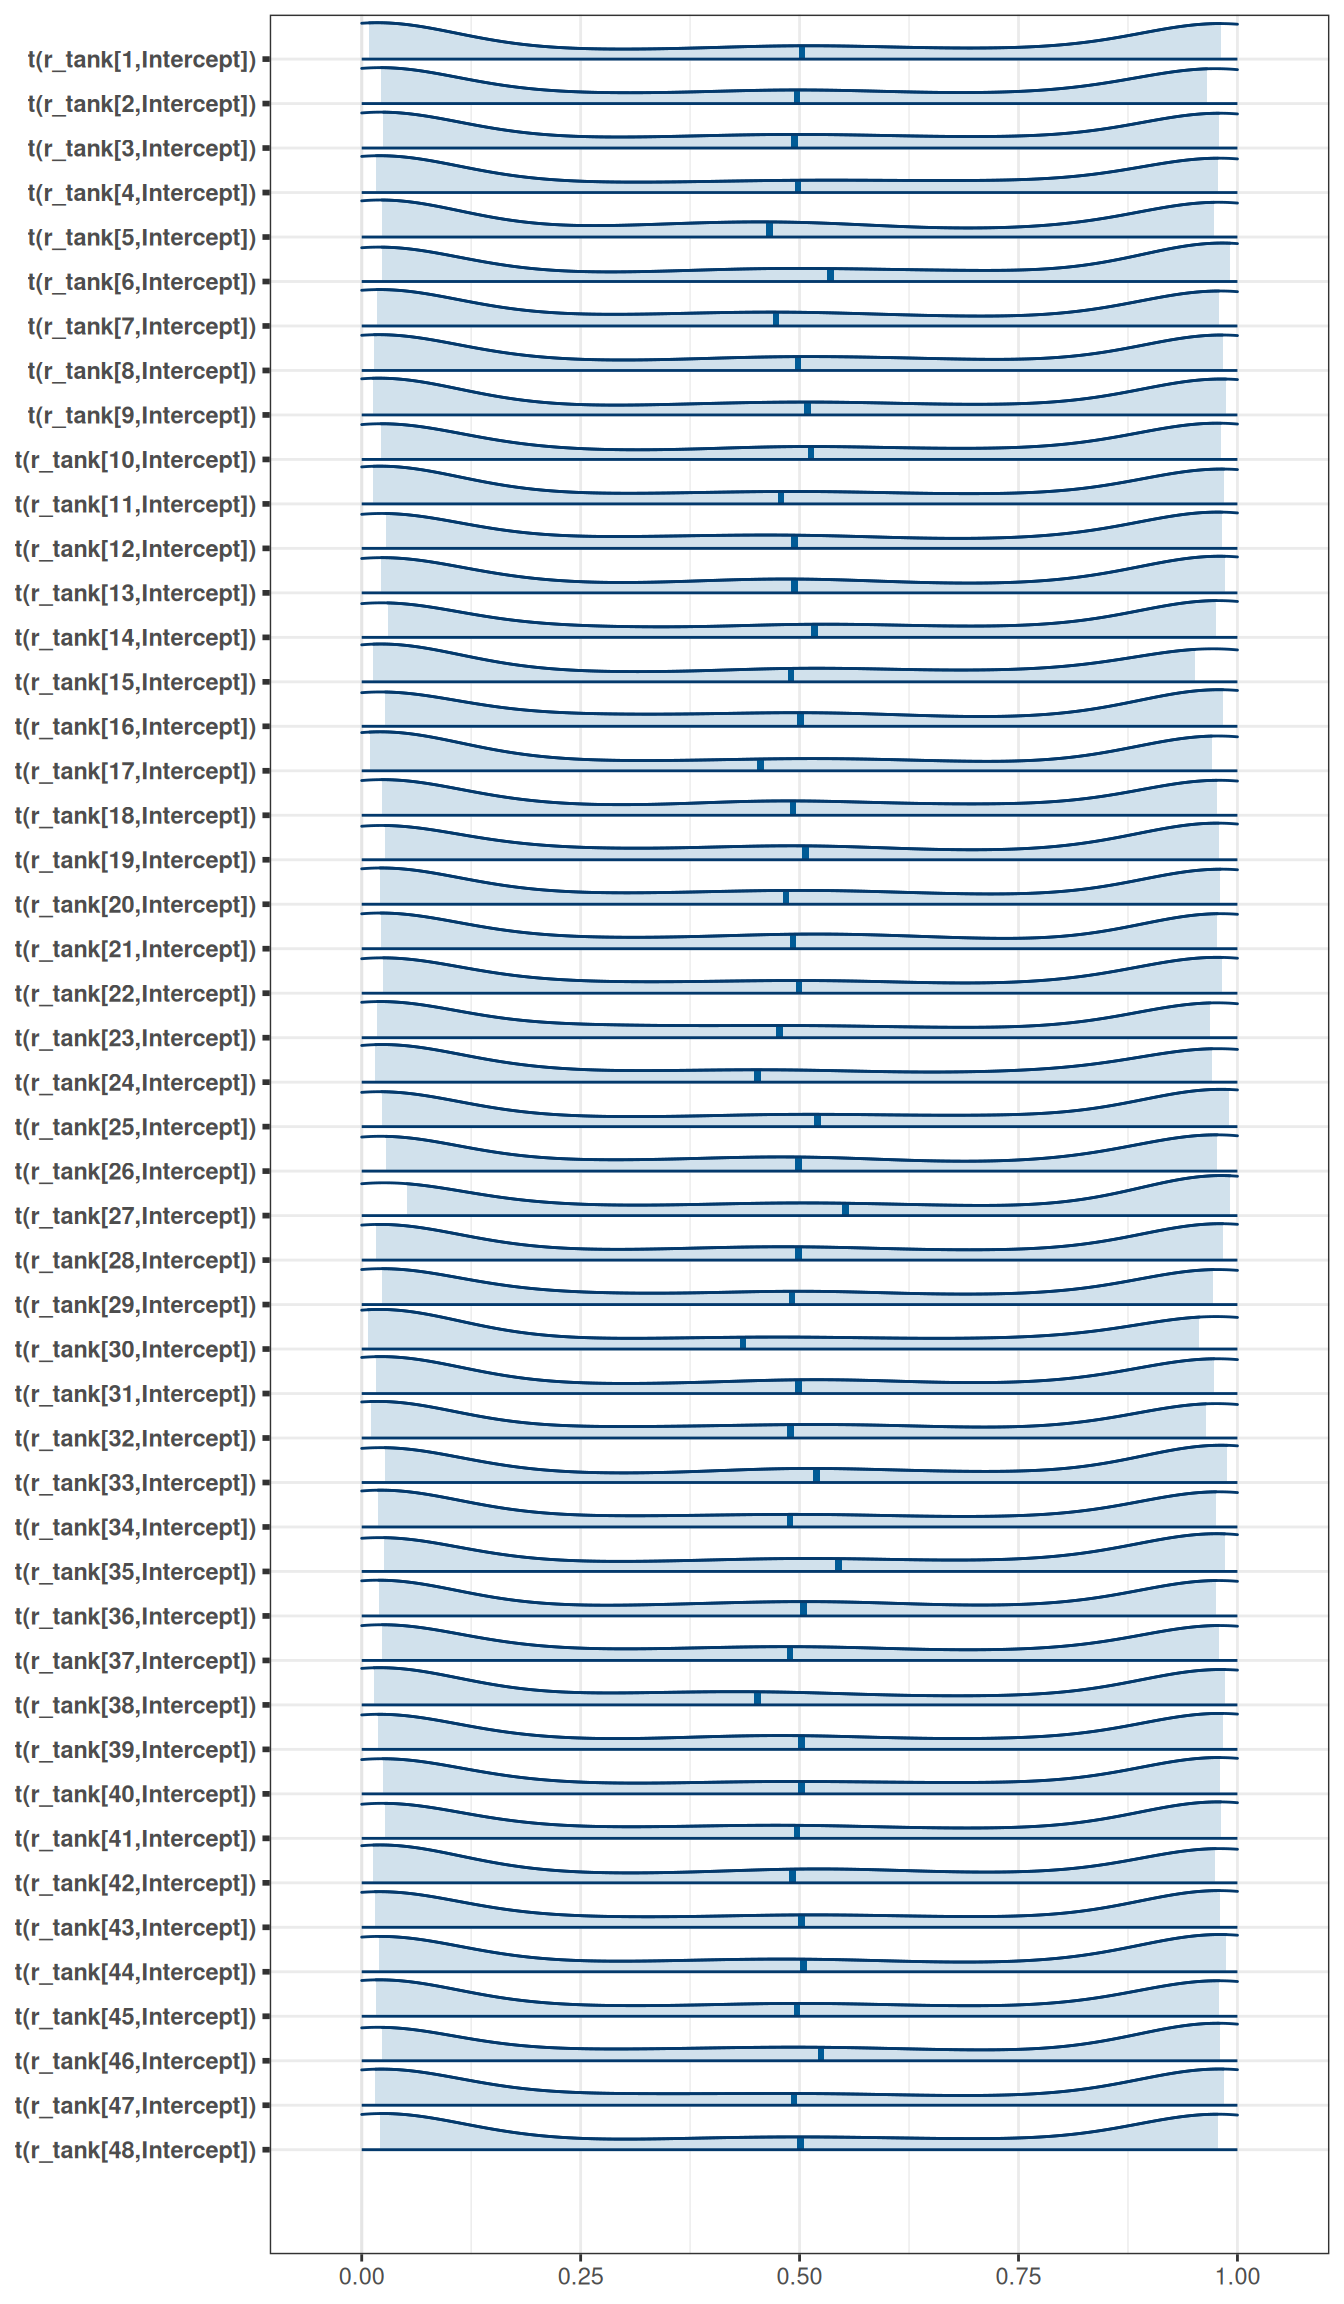 t(r_tank[1,Intercept])
t(r_tank[2,Intercept])
t(r_tank[3,Intercept])
t(r_tank[4,Intercept])
t(r_tank[5,Intercept])
t(r_tank[6,Intercept])
t(r_tank[7,Intercept])
t(r_tank[8,Intercept])
t(r_tank[9,Intercept])
t(r_tank[10,Intercept])
t(r_tank[11,Intercept])
t(r_tank[12,Intercept])
t(r_tank[13,Intercept])
t(r_tank[14,Intercept])
t(r_tank[15,Intercept])
t(r_tank[16,Intercept])
t(r_tank[17,Intercept])
t(r_tank[18,Intercept])
t(r_tank[19,Intercept])
t(r_tank[20,Intercept])
t(r_tank[21,Intercept])
t(r_tank[22,Intercept])
t(r_tank[23,Intercept])
t(r_tank[24,Intercept])
t(r_tank[25,Intercept])
t(r_tank[26,Intercept])
t(r_tank[27,Intercept])
t(r_tank[28,Intercept])
t(r_tank[29,Intercept])
t(r_tank[30,Intercept])
t(r_tank[31,Intercept])
t(r_tank[32,Intercept])
t(r_tank[33,Intercept])
t(r_tank[34,Intercept])
t(r_tank[35,Intercept])
t(r_tank[36,Intercept])
t(r_tank[37,Intercept])
t(r_tank[38,Intercept])
t(r_tank[39,Intercept])
t(r_tank[40,Intercept])
t(r_tank[41,Intercept])
t(r_tank[42,Intercept])
t(r_tank[43,Intercept])
t(r_tank[44,Intercept])
t(r_tank[45,Intercept])
t(r_tank[46,Intercept])
t(r_tank[47,Intercept])
t(r_tank[48,Intercept])
0.00 0.25 0.50 0.75 1.00